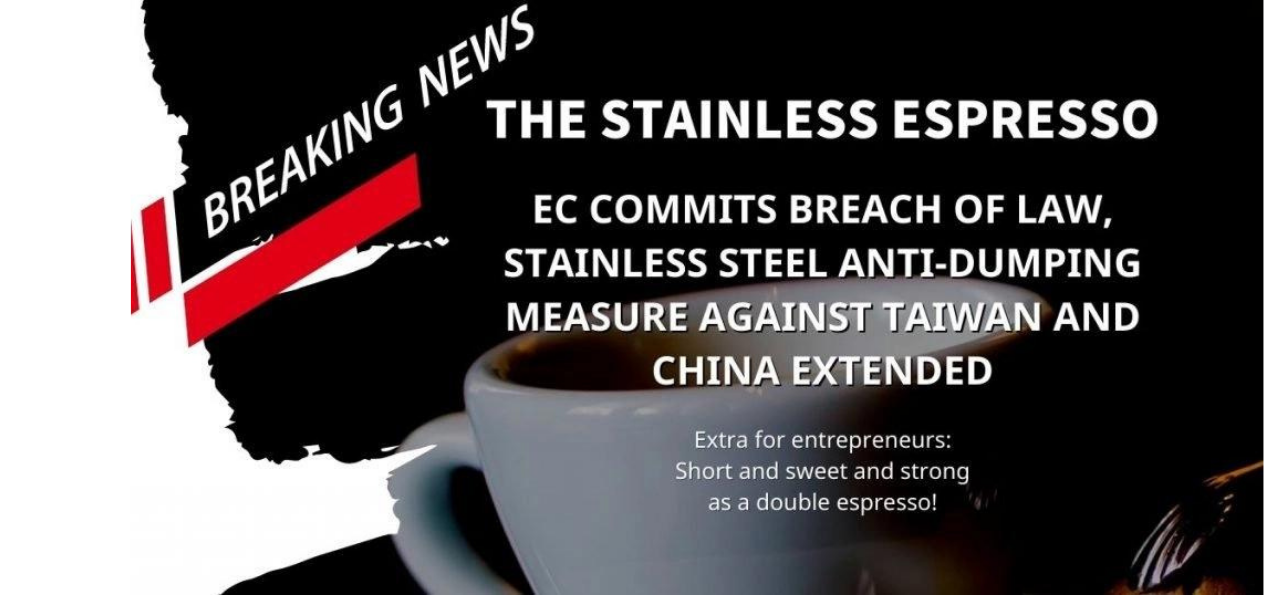 BREAKING NEWS
THE STAINLESS ESPRESSO
EC COMMITS BREACH OF LAW,
STAINLESS STEEL ANTI-DUMPING
MEASURE AGAINST TAIWAN AND
CHINA EXTENDED
Extra for entrepreneurs:
Short and sweet and strong
as a double espresso!